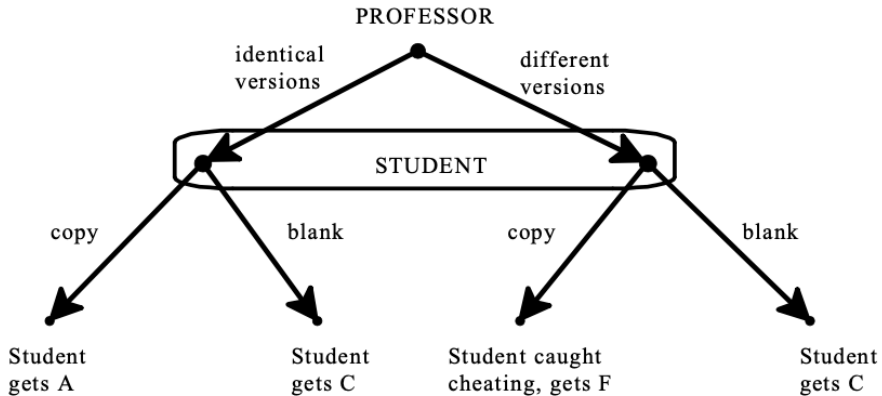 PROFESSOR
identical
versions
different
versions
STUDENT
copy
blank
copy
blank
Student
gets A
Student
gets C
Student caught
cheating, gets F
Student
gets C